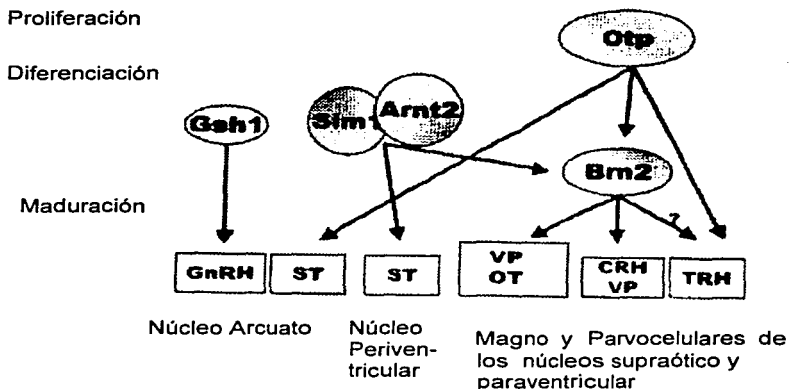 Proliferación
Otp
Diferenciación
Gsh1
Sim1
Arnt2
Brn2
Maduración
?
GnRH
ST
ST
VP
OT
CRH
VP
TRH
Núcleo Arcuato
Núcleo
Periven-
tricular
Magno y Parvocelulares de
los núcleos supraótico y
paraventricular